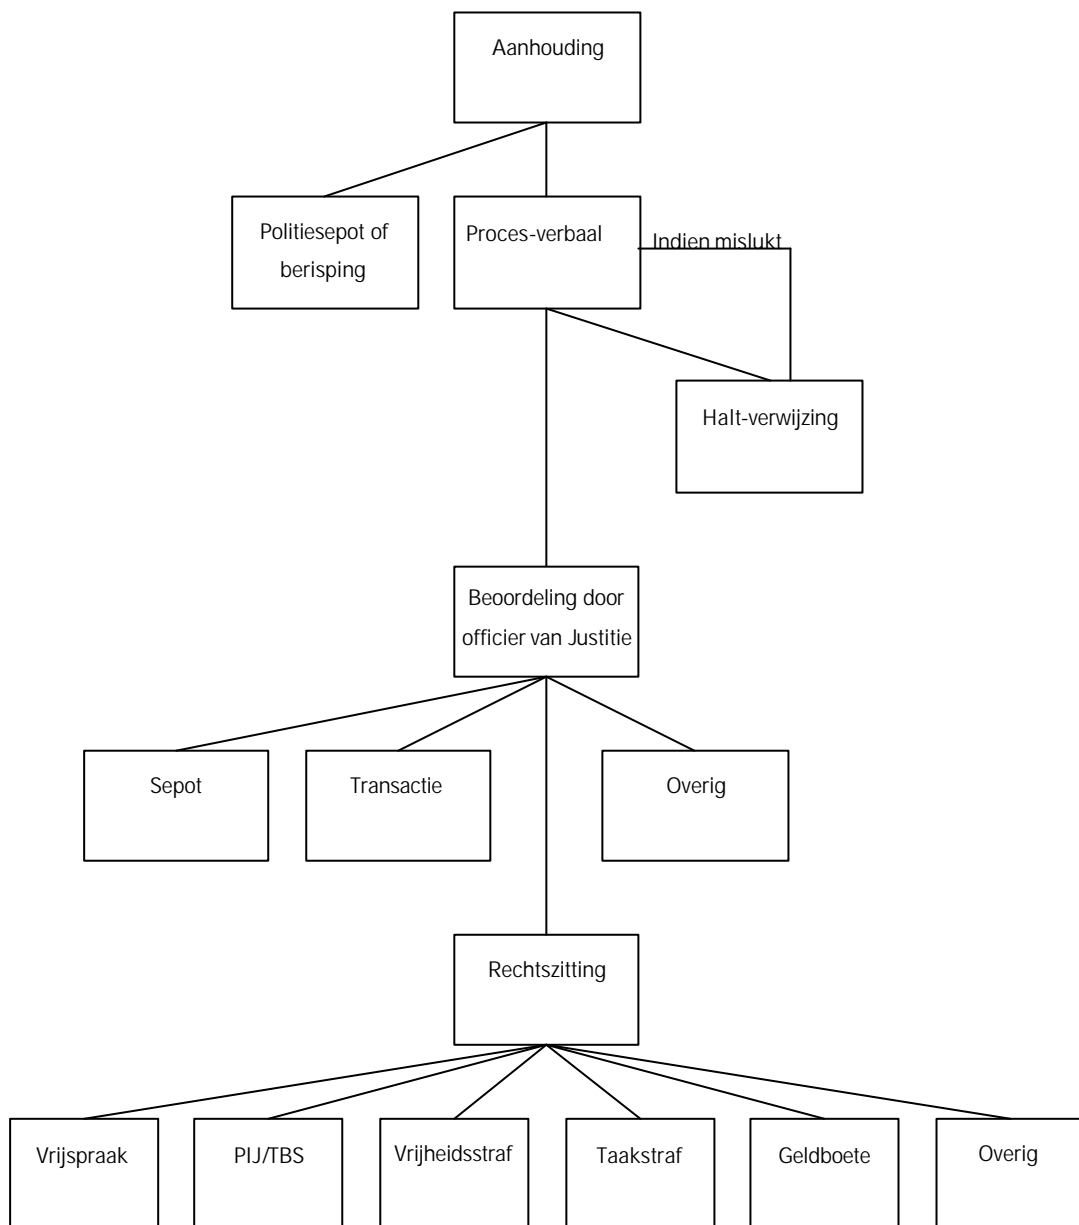 Aanhouding
Politiesepot of
berisping
Proces-verbaal
Indien mislukt
Halt-verwijzing
Beoordeling door
officier van Justitie
Sepot
Transactie
Overig
Rechtszitting
Vrijspraak
PIJ/TBS
Vrijheidsstraf
Taakstraf
Geldboete
Overig